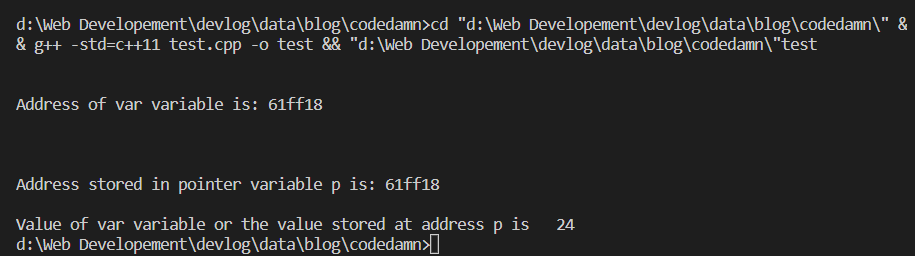 d:\Web Developement\devlog\data\blog\codedamn>cd "d:\Web Developement\devlog\data\blog\codedamn\" &
& g++ -std=c++11 test.cpp -o test && "d:\Web Developement\devlog\data\blog\codedamn\"test
Address of var variable is: 61ff18
Address stored in pointer variable p is: 61ff18
Value of var variable or the value stored at address p is   24
d:\Web Developement\devlog\data\blog\codedamn>